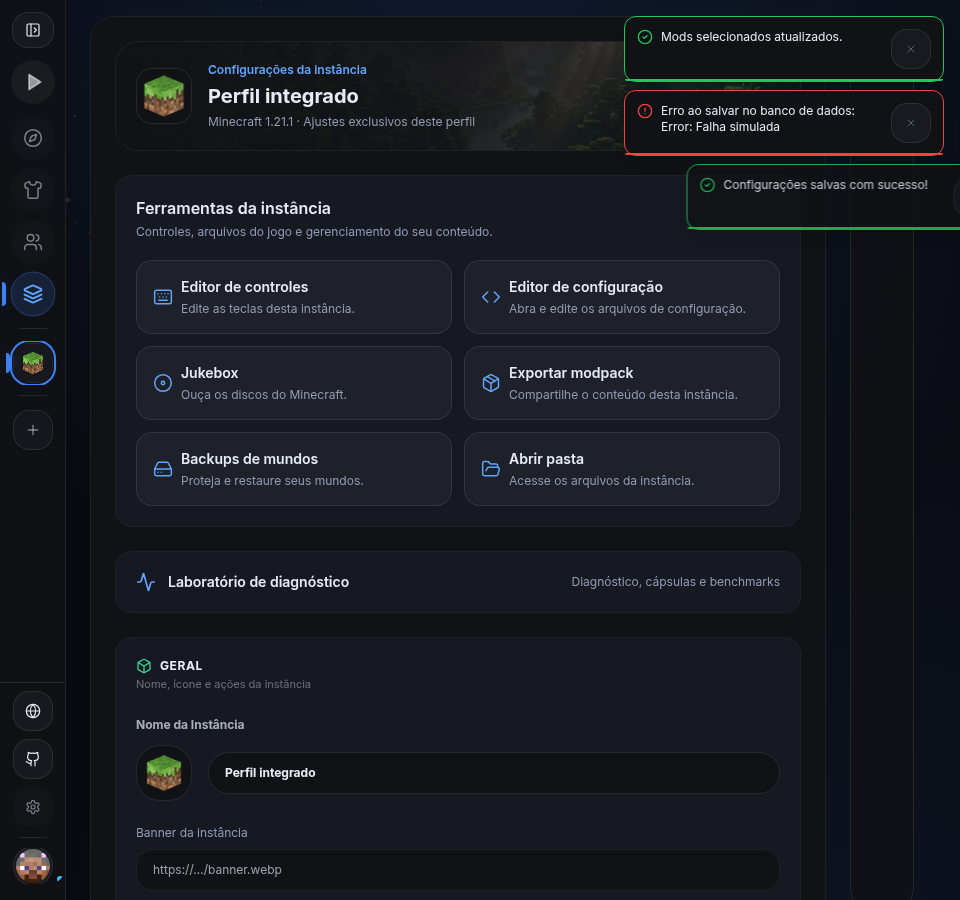 Configurações da instância
Perfil integrado
Minecraft 1.21.1 · Ajustes exclusivos deste perfil
Mods selecionados atualizados.
Erro ao salvar no banco de dados:
Error: Falha simulada
Configurações salvas com sucesso!
Ferramentas da instância
Controles, arquivos do jogo e gerenciamento do seu conteúdo.
Editor de controles
Edite as teclas desta instância.
Editor de configuração
Abra e edite os arquivos de configuração.
Jukebox
Ouça os discos do Minecraft.
Exportar modpack
Compartilhe o conteúdo desta instância.
Backups de mundos
Proteja e restaure seus mundos.
Abrir pasta
Acesse os arquivos da instância.
Laboratório de diagnóstico
Diagnóstico, cápsulas e benchmarks
GERAL
Nome, ícone e ações da instância
Nome da Instância
Perfil integrado
Banner da instância
https://.../banner.webp